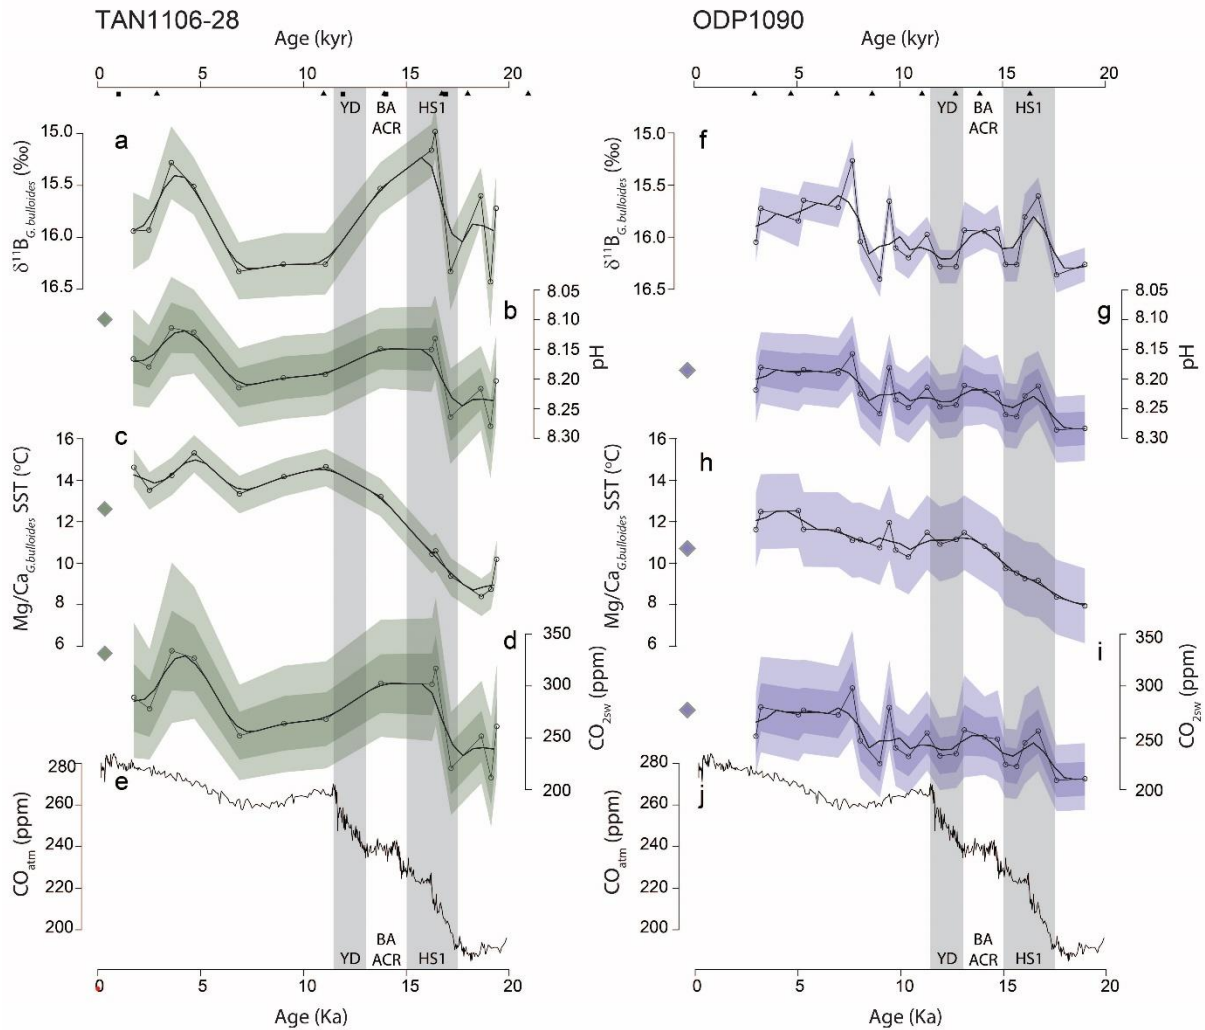 TAN1106-28
Age (kyr)
0 5 10 15 20
YD BA HS1
ACR
a
δ11B G.bulloides (‰)
15.0
15.5
16.0
16.5
b
8.05
8.10
8.15
8.20
8.25
8.30
pH
c
Mg/Ca G.bulloides SST (°C)
16
14
12
10
8
6
d
350
300
250
200
CO2sw (ppm)
e
COatm (ppm)
280
260
240
220
200
BA
YD ACR HS1
0 5 10 15 20
Age (Ka)
ODP1090
Age (kyr)
0 5 10 15 20
YD BA HS1
ACR
f
δ11B G.bulloides (‰)
15.0
15.5
16.0
16.5
g
8.05
8.10
8.15
8.20
8.25
8.30
pH
h
Mg/Ca G.bulloides SST (°C)
16
14
12
10
8
6
i
350
300
250
200
CO2sw (ppm)
j
COatm (ppm)
280
260
240
220
200
BA
YD ACR HS1
0 5 10 15 20
Age (Ka)